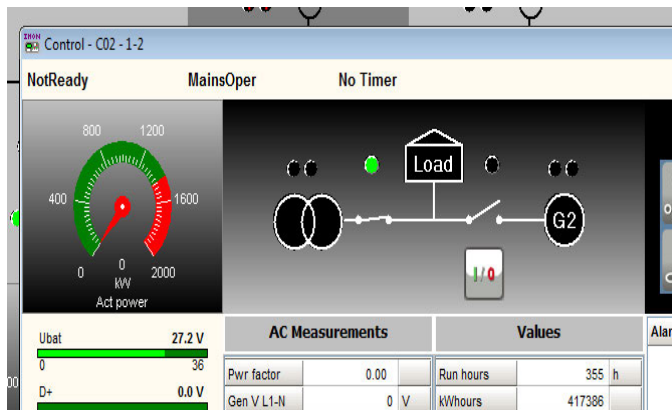 Control - C02 - 1-2
NotReady MainsOper No Timer
800 1200
400 1600
0 2000
0
kW
Act power
Load
G2
I / O
Ubat 27.2 V
0 36
D+ 0.0 V
AC Measurements Values Alar
Pwr factor 0.00 Run hours 355 h
Gen V L1-N 0 V kWhours 417386